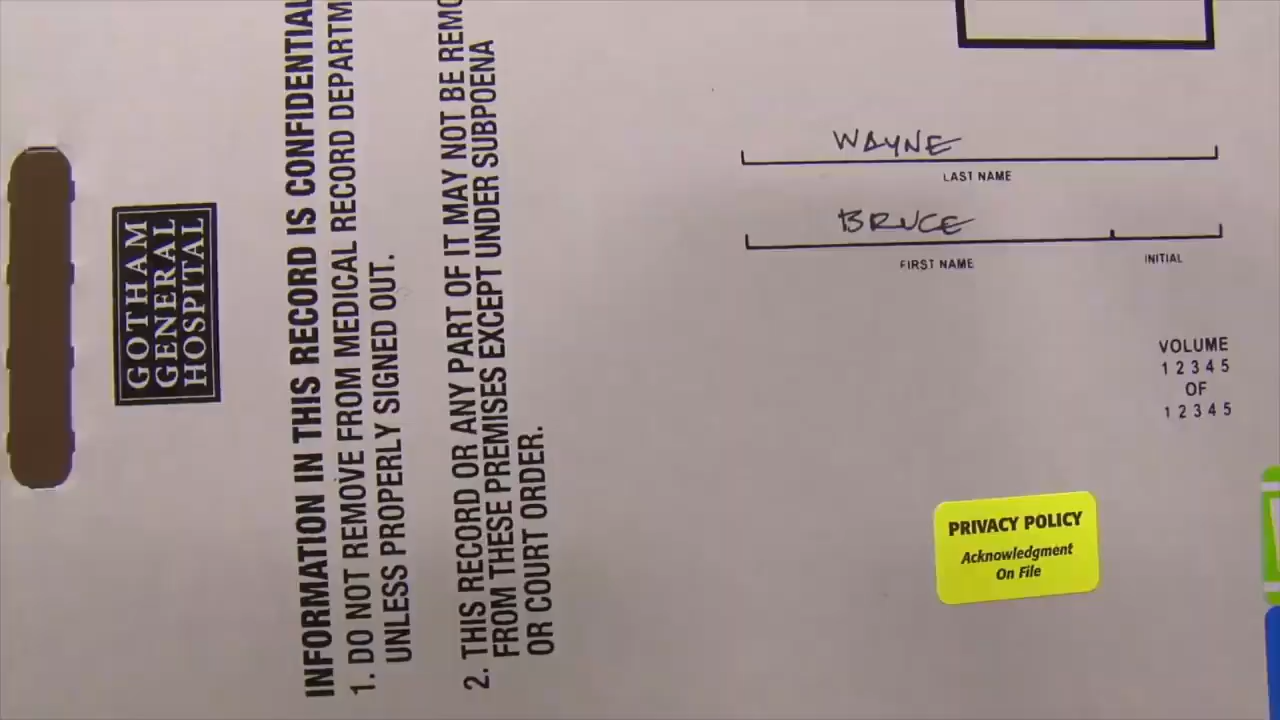 GOTHAM
GENERAL
HOSPITAL
INFORMATION IN THIS RECORD IS CONFIDENTIAL
1. DO NOT REMOVE FROM MEDICAL RECORD DEPARTM
UNLESS PROPERLY SIGNED OUT.
2. THIS RECORD OR ANY PART OF IT MAY NOT BE REMO
FROM THESE PREMISES EXCEPT UNDER SUBPOENA
OR COURT ORDER.
WAYNE
LAST NAME
BRUCE
FIRST NAME INITIAL
VOLUME
1 2 3 4 5
OF
1 2 3 4 5
PRIVACY POLICY
Acknowledgment
On File